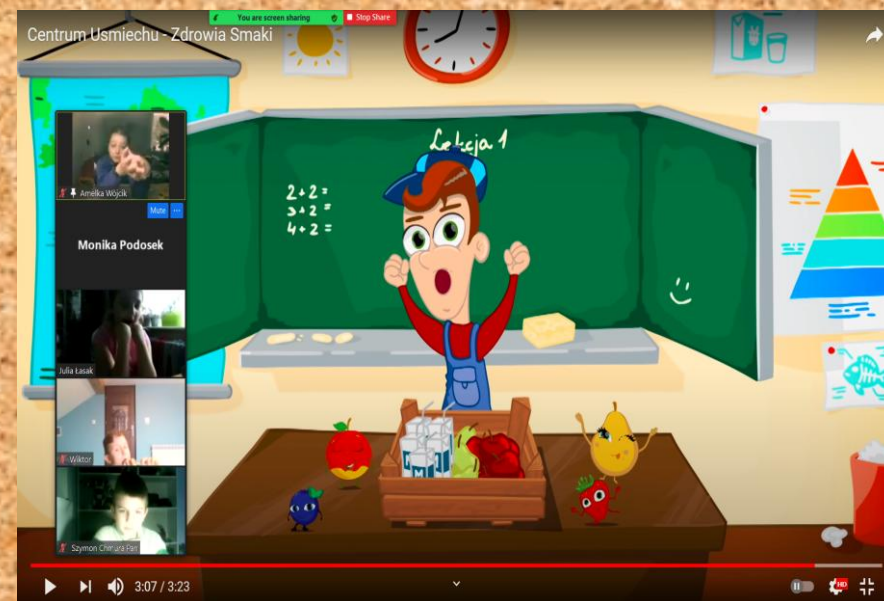 You are screen sharing
Stop Share
Centrum Usmiechu - Zdrowia Smaki
Lekcja 1
2+2=
3+2=
4+2=
Amelka Wójcik
Mute
Monika Podosek
Julia Łasak
Wiktor
Szymon Chmura Pan
M
3:07 / 3:23
HD